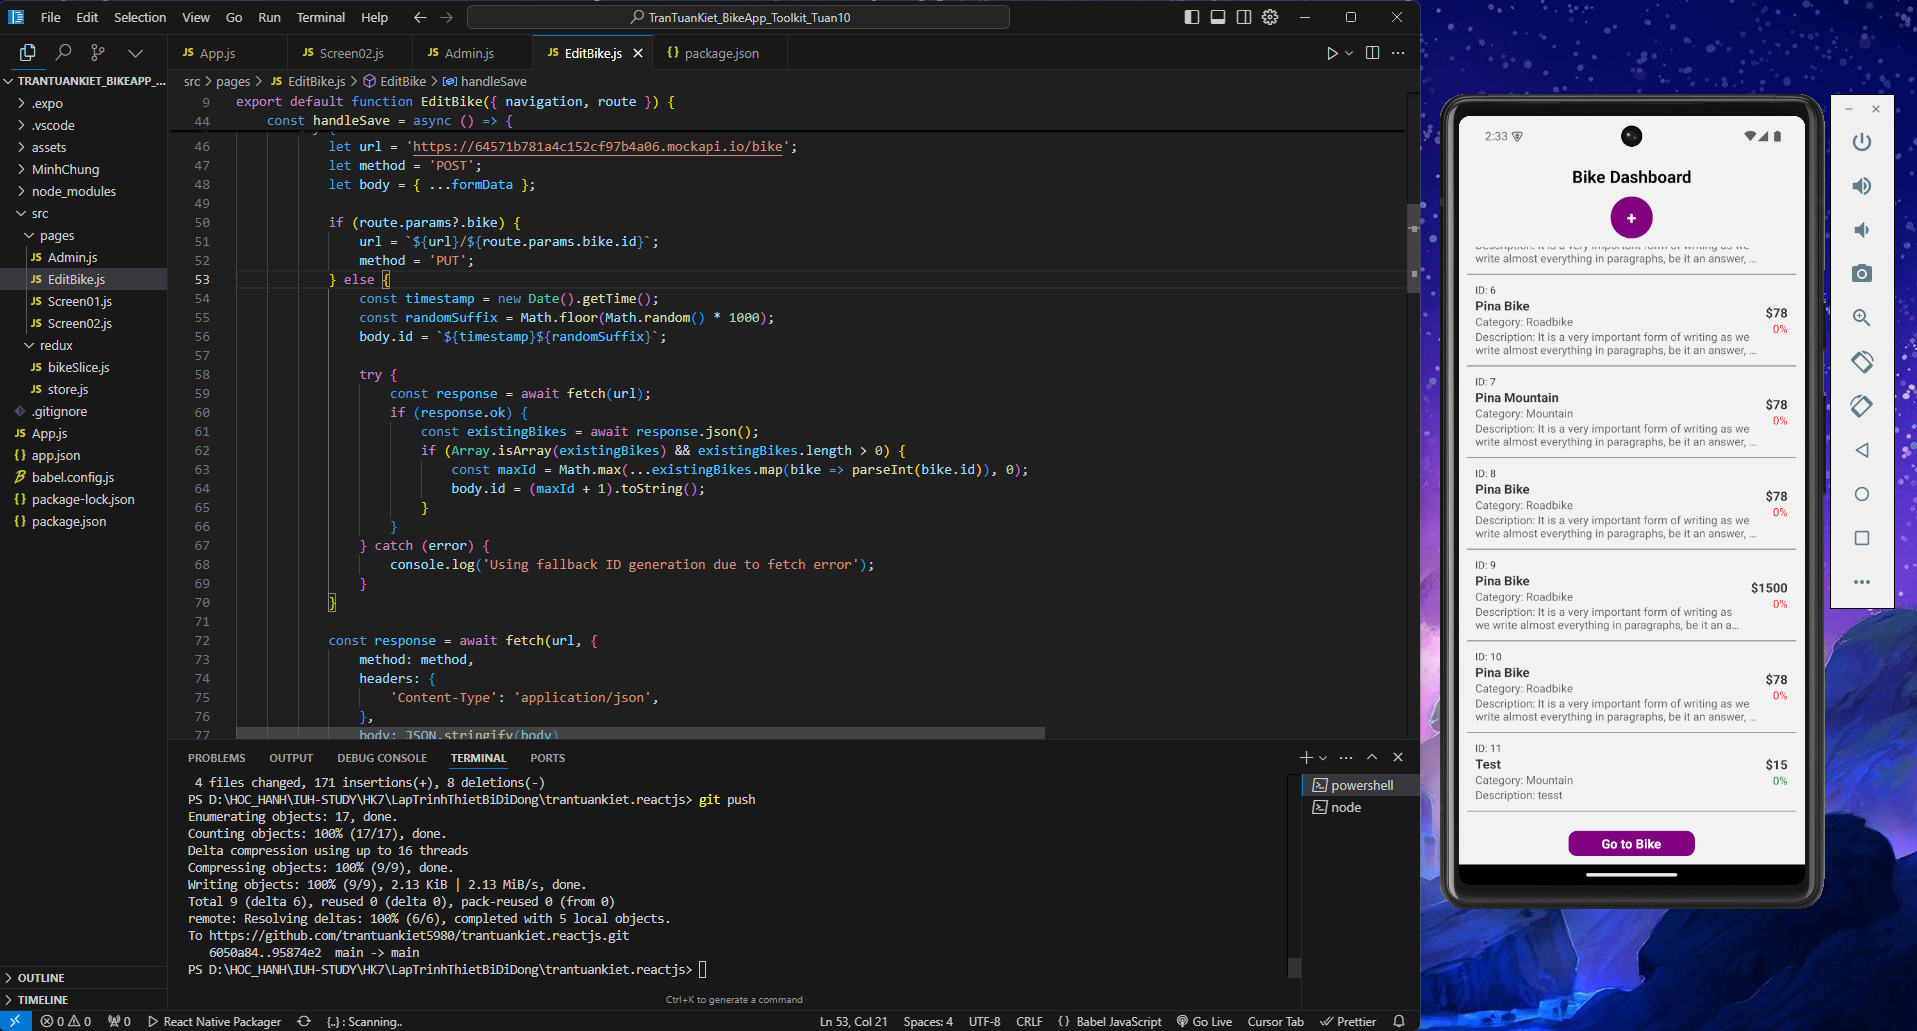 File Edit Selection View Go Run Terminal Help
TranTuanKiet_BikeApp_Toolkit_Tuan10
TRANTUANKIET_BIKEAPP_...
.expo
.vscode
assets
MinhChung
node_modules
src
pages
JS Admin.js
JS EditBike.js
JS Screen01.js
JS Screen02.js
redux
JS bikeSlice.js
JS store.js
.gitignore
JS App.js
{} app.json
babel.config.js
{} package-lock.json
{} package.json
OUTLINE
TIMELINE
JS App.js
JS Screen02.js
JS Admin.js
JS EditBike.js
{} package.json
src > pages > JS EditBike.js > EditBike > handleSave
9 export default function EditBike({ navigation, route }) {
44 const handleSave = async () => {
46 let url = 'https://64571b781a4c152cf97b4a06.mockapi.io/bike';
47 let method = 'POST';
48 let body = { ...formData };
49
50 if (route.params?.bike) {
51 url = `${url}/${route.params.bike.id}`;
52 method = 'PUT';
53 } else {
54 const timestamp = new Date().getTime();
55 const randomSuffix = Math.floor(Math.random() * 1000);
56 body.id = `${timestamp}${randomSuffix}`;
57
58 try {
59 const response = await fetch(url);
60 if (response.ok) {
61 const existingBikes = await response.json();
62 if (Array.isArray(existingBikes) && existingBikes.length > 0) {
63 const maxId = Math.max(...existingBikes.map(bike => parseInt(bike.id)), 0);
64 body.id = (maxId + 1).toString();
65 }
66 }
67 } catch (error) {
68 console.log('Using fallback ID generation due to fetch error');
69 }
70 }
71
72 const response = await fetch(url, {
73 method: method,
74 headers: {
75 'Content-Type': 'application/json',
76 },
77 body: JSON.stringify(body)
PROBLEMS OUTPUT DEBUG CONSOLE TERMINAL PORTS
4 files changed, 171 insertions(+), 8 deletions(-)
PS D:\HOC_HANH\IUH-STUDY\HK7\LapTrinhThietBiDiDong\trantuankiet.reactjs> git push
Enumerating objects: 17, done.
Counting objects: 100% (17/17), done.
Delta compression using up to 16 threads
Compressing objects: 100% (9/9), done.
Writing objects: 100% (9/9), 2.13 KiB | 2.13 MiB/s, done.
Total 9 (delta 6), reused 0 (delta 0), pack-reused 0 (from 0)
remote: Resolving deltas: 100% (6/6), completed with 5 local objects.
To https://github.com/trantuankiet5980/trantuankiet.reactjs.git
6050a84..95874e2 main -> main
PS D:\HOC_HANH\IUH-STUDY\HK7\LapTrinhThietBiDiDong\trantuankiet.reactjs>
Ctrl+K to generate a command
powershell
node
0 0 0 React Native Packager {..} : Scanning..
Ln 53, Col 21 Spaces: 4 UTF-8 CRLF {} Babel JavaScript Go Live Cursor Tab Prettier
2:33
Bike Dashboard
+
Description: It is a very important form of writing as we
write almost everything in paragraphs, be it an answer, ...
ID: 6
Pina Bike
$78
Category: Roadbike
0%
Description: It is a very important form of writing as we
write almost everything in paragraphs, be it an answer, ...
ID: 7
Pina Mountain
$78
Category: Mountain
0%
Description: It is a very important form of writing as we
write almost everything in paragraphs, be it an answer, ...
ID: 8
Pina Bike
$78
Category: Roadbike
0%
Description: It is a very important form of writing as we
write almost everything in paragraphs, be it an answer, ...
ID: 9
Pina Bike
$1500
Category: Roadbike
0%
Description: It is a very important form of writing as
we write almost everything in paragraphs, be it an a...
ID: 10
Pina Bike
$78
Category: Roadbike
0%
Description: It is a very important form of writing as we
write almost everything in paragraphs, be it an answer, ...
ID: 11
Test
$15
Category: Mountain
0%
Description: tesst
Go to Bike